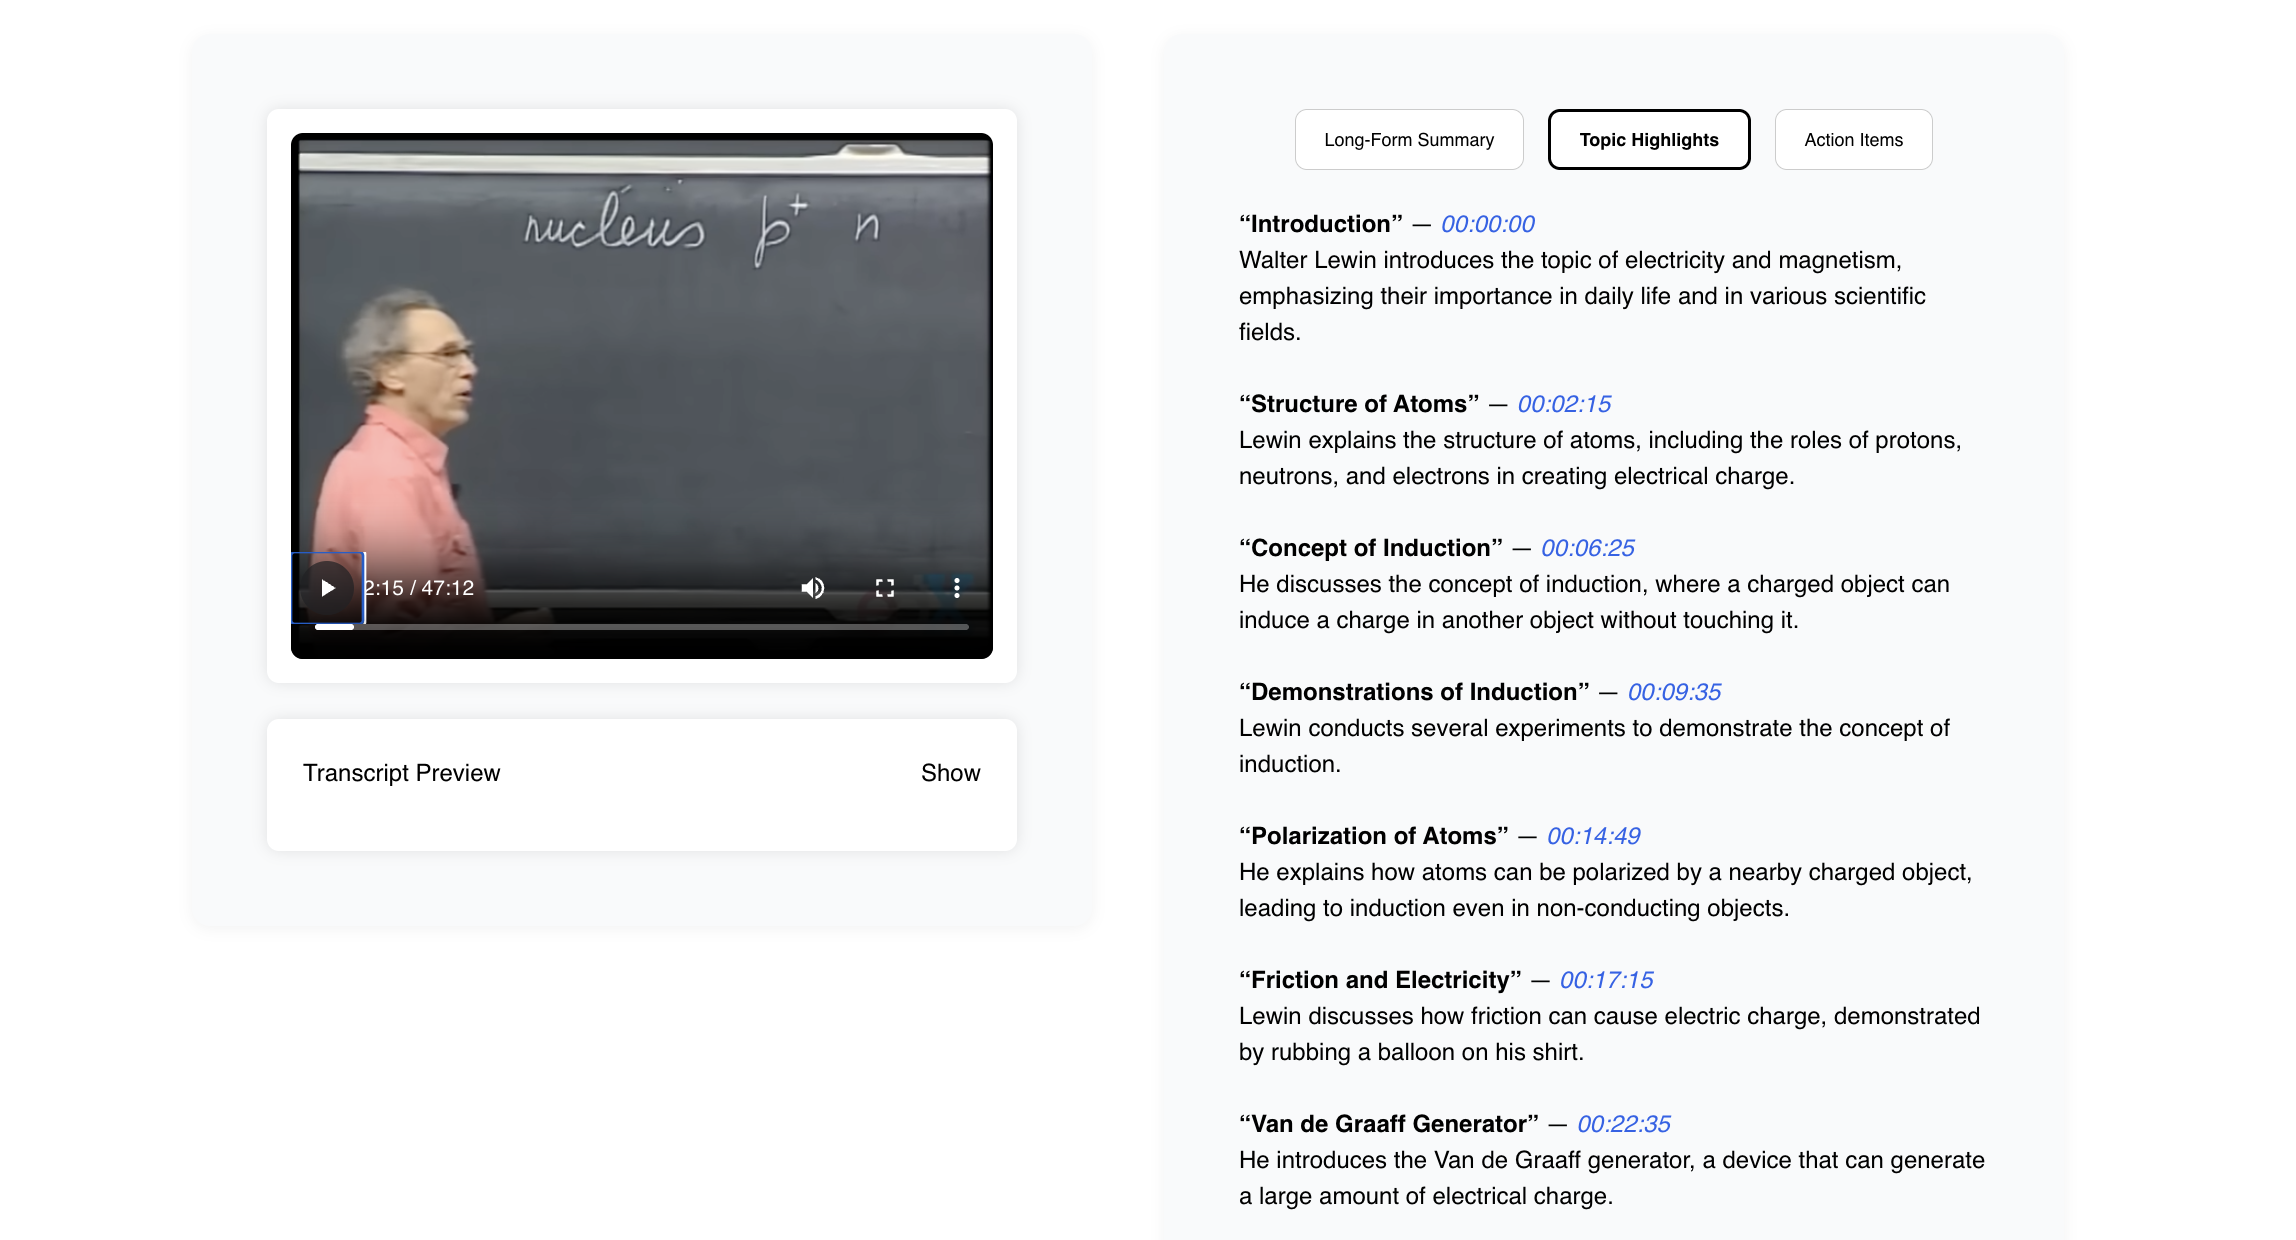 nucleus p+ n
2:15 / 47:12
Transcript Preview
Show
Long-Form Summary
Topic Highlights
Action Items
“Introduction” — 00:00:00
Walter Lewin introduces the topic of electricity and magnetism,
emphasizing their importance in daily life and in various scientific
fields.
“Structure of Atoms” — 00:02:15
Lewin explains the structure of atoms, including the roles of protons,
neutrons, and electrons in creating electrical charge.
“Concept of Induction” — 00:06:25
He discusses the concept of induction, where a charged object can
induce a charge in another object without touching it.
“Demonstrations of Induction” — 00:09:35
Lewin conducts several experiments to demonstrate the concept of
induction.
“Polarization of Atoms” — 00:14:49
He explains how atoms can be polarized by a nearby charged object,
leading to induction even in non-conducting objects.
“Friction and Electricity” — 00:17:15
Lewin discusses how friction can cause electric charge, demonstrated
by rubbing a balloon on his shirt.
“Van de Graaff Generator” — 00:22:35
He introduces the Van de Graaff generator, a device that can generate
a large amount of electrical charge.